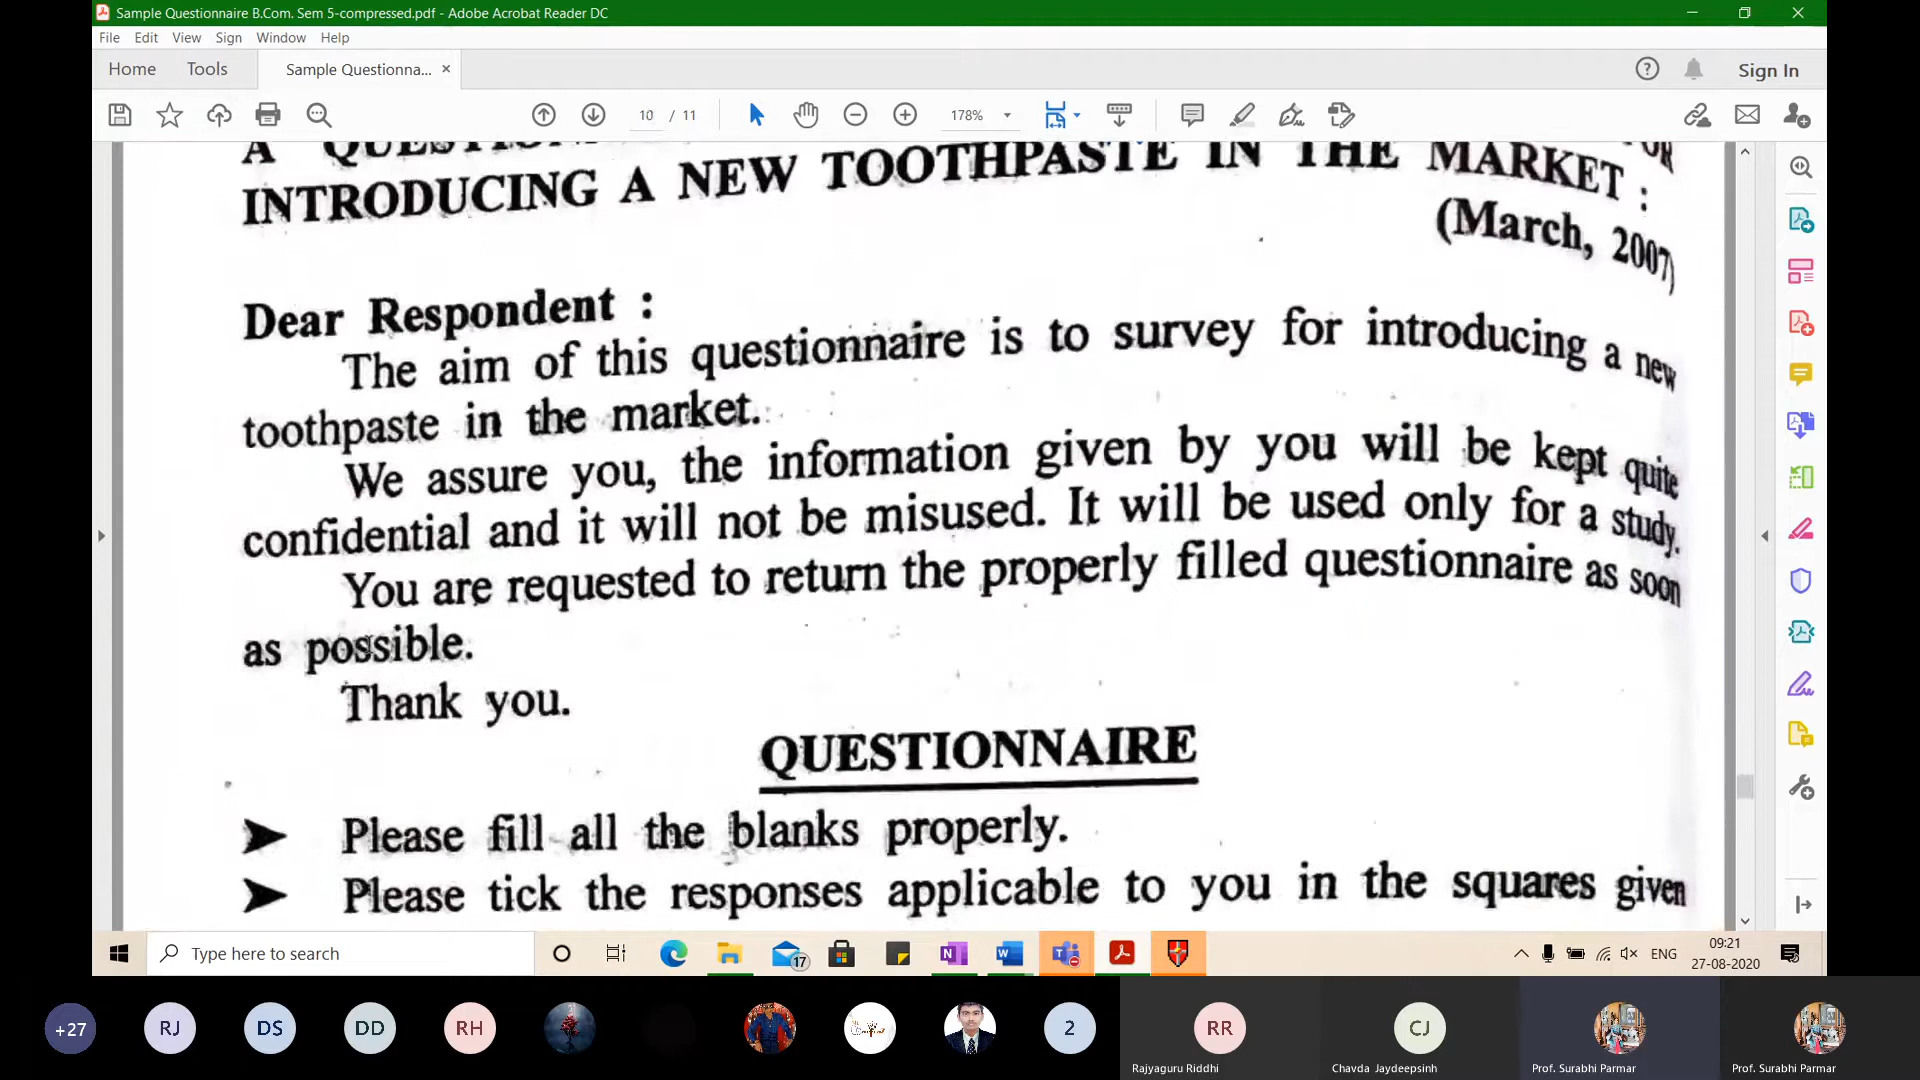 Sample Questionnaire B.Com. Sem 5-compressed.pdf - Adobe Acrobat Reader DC
File Edit View Sign Window Help
Home Tools Sample Questionna... × Sign In
10 / 11 178%
INTRODUCING A NEW TOOTHPASTE IN THE MARKET :
(March, 2007)
Dear Respondent :
The aim of this questionnaire is to survey for introducing a new
toothpaste in the market.
We assure you, the information given by you will be kept quite
confidential and it will not be misused. It will be used only for a study.
You are requested to return the properly filled questionnaire as soon
as possible.
Thank you.
QUESTIONNAIRE
➤ Please fill all the blanks properly.
➤ Please tick the responses applicable to you in the squares given
Type here to search 17 ENG 09:21
27-08-2020
+27 RJ DS DD RH 2 RR CJ
Rajyaguru Riddhi Chavda Jaydeepsinh Prof. Surabhi Parmar Prof. Surabhi Parmar